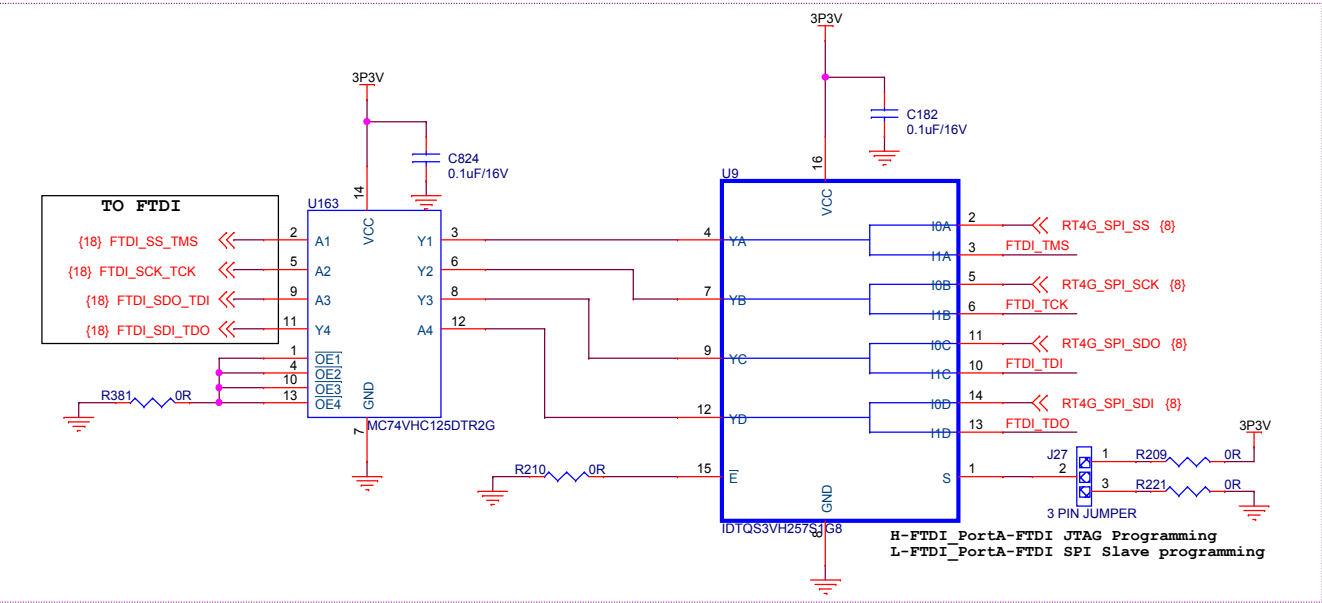 3P3V
3P3V
C182
0.1uF/16V
C824
0.1uF/16V
16
14
VCC
U9
VCC
TO FTDI
U163
{18} FTDI_SS_TMS
2
A1
Y1
3
4
YA
I0A
2
RT4G_SPI_SS {8}
I1A
3
FTDI_TMS
{18} FTDI_SCK_TCK
5
A2
Y2
6
7
YB
I0B
5
RT4G_SPI_SCK {8}
I1B
6
FTDI_TCK
{18} FTDI_SDO_TDI
9
A3
Y3
8
9
YC
I0C
11
RT4G_SPI_SDO {8}
I1C
10
FTDI_TDI
{18} FTDI_SDI_TDO
11
Y4
A4
12
12
YD
I0D
14
RT4G_SPI_SDI {8}
I1D
13
FTDI_TDO
1
OE1
4
OE2
10
OE3
13
OE4
GND
7
R381
0R
MC74VHC125DTR2G
R210
0R
15
E
S
1
GND
8
J27
2
1
3
R209
0R
3P3V
R221
0R
3 PIN JUMPER
IDTQS3VH257S1G8
H-FTDI_PortA-FTDI JTAG Programming
L-FTDI_PortA-FTDI SPI Slave programming